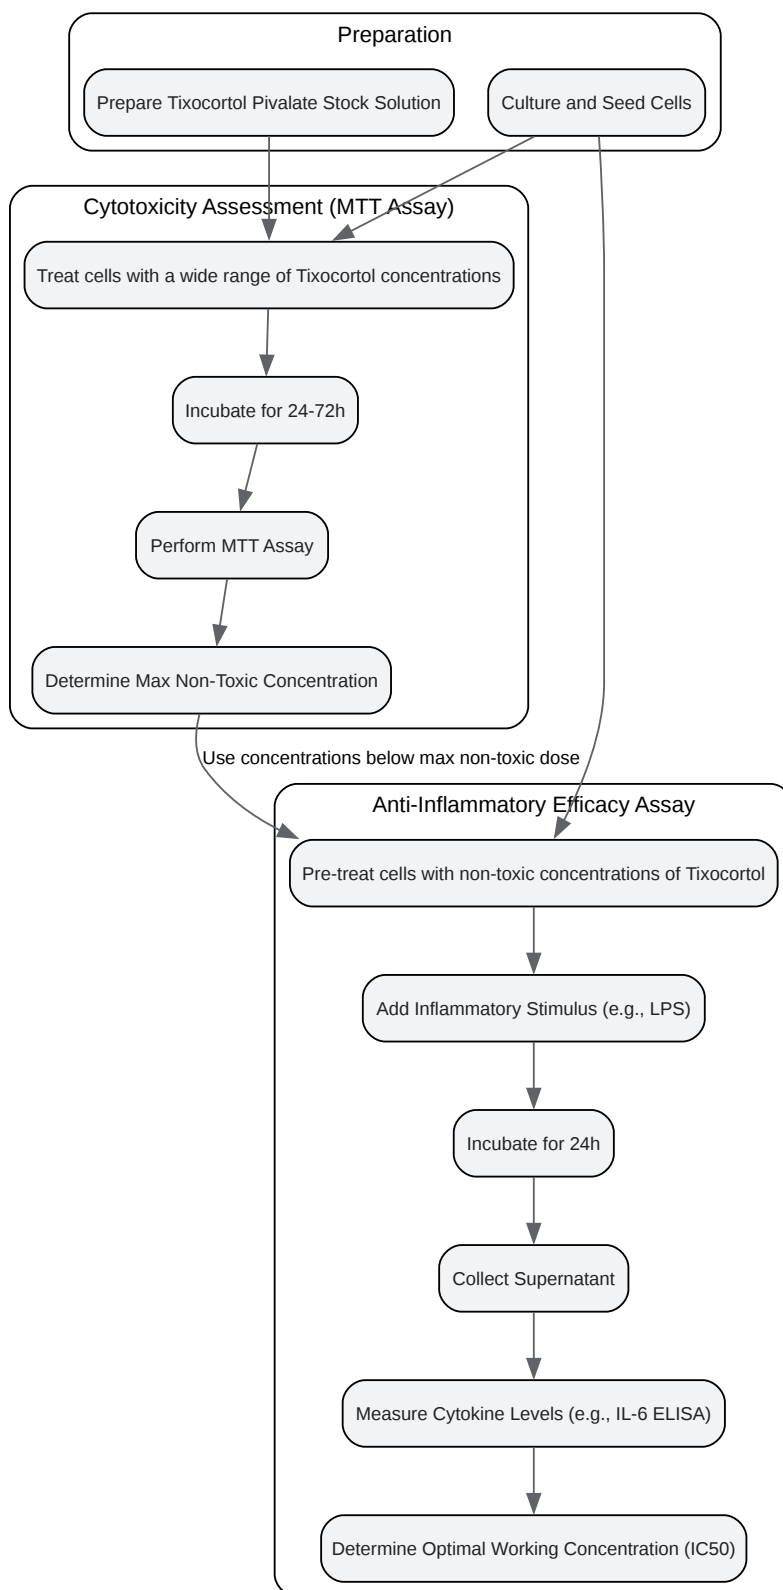 Preparation
Prepare Tixocortol Pivalate Stock Solution
Culture and Seed Cells
Cytotoxicity Assessment (MTT Assay)
Treat cells with a wide range of Tixocortol concentrations
Incubate for 24-72h
Perform MTT Assay
Determine Max Non-Toxic Concentration
Use concentrations below max non-toxic dose
Anti-Inflammatory Efficacy Assay
Pre-treat cells with non-toxic concentrations of Tixocortol
Add Inflammatory Stimulus (e.g., LPS)
Incubate for 24h
Collect Supernatant
Measure Cytokine Levels (e.g., IL-6 ELISA)
Determine Optimal Working Concentration (IC50)